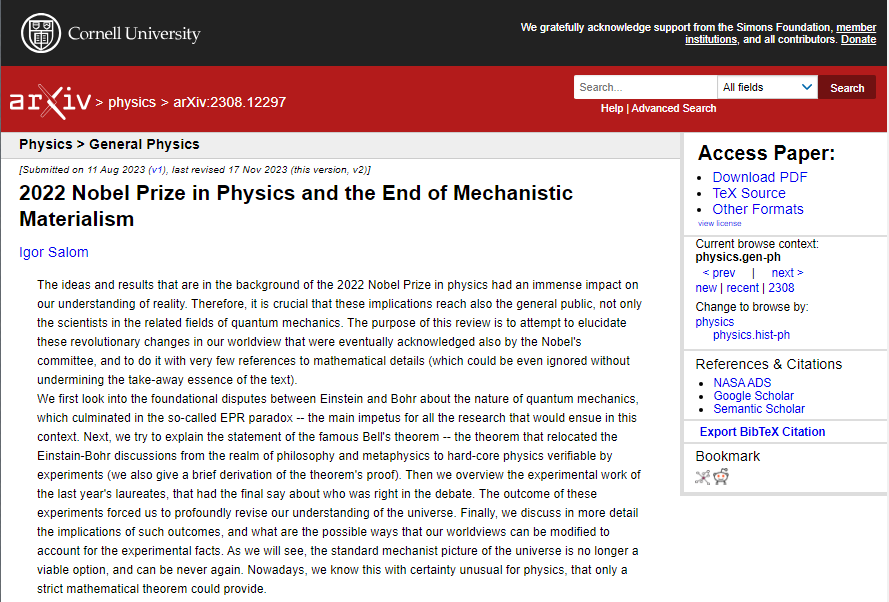 Cornell University
We gratefully acknowledge support from the Simons Foundation, member
institutions, and all contributors. Donate
arXiv > physics > arXiv:2308.12297
Search...
All fields
Search
Help | Advanced Search
Physics > General Physics
[Submitted on 11 Aug 2023 (v1), last revised 17 Nov 2023 (this version, v2)]
2022 Nobel Prize in Physics and the End of Mechanistic
Materialism
Igor Salom
The ideas and results that are in the background of the 2022 Nobel Prize in physics had an immense impact on
our understanding of reality. Therefore, it is crucial that these implications reach also the general public, not only
the scientists in the related fields of quantum mechanics. The purpose of this review is to attempt to elucidate
these revolutionary changes in our worldview that were eventually acknowledged also by the Nobel's
committee, and to do it with very few references to mathematical details (which could be even ignored without
undermining the take-away essence of the text).
We first look into the foundational disputes between Einstein and Bohr about the nature of quantum mechanics,
which culminated in the so-called EPR paradox -- the main impetus for all the research that would ensue in this
context. Next, we try to explain the statement of the famous Bell's theorem -- the theorem that relocated the
Einstain-Bohr discussions from the realm of philosophy and metaphysics to hard-core physics verifiable by
experiments (we also give a brief derivation of the theorem's proof). Then we overview the experimental work of
the last year's laureates, that had the final say about who was right in the debate. The outcome of these
experiments forced us to profoundly revise our understanding of the universe. Finally, we discuss in more detail
the implications of such outcomes, and what are the possible ways that our worldviews can be modified to
account for the experimental facts. As we will see, the standard mechanist picture of the universe is no longer a
viable option, and can be never again. Nowadays, we know this with certainty unusual for physics, that only a
strict mathematical theorem could provide.
Access Paper:
Download PDF
TeX Source
Other Formats
view license
Current browse context:
physics.gen-ph
< prev | next >
new | recent | 2308
Change to browse by:
physics
physics.hist-ph
References & Citations
NASA ADS
Google Scholar
Semantic Scholar
Export BibTeX Citation
Bookmark